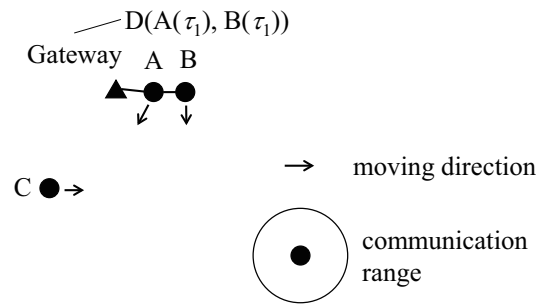 D(A(τ₁), B(τ₁))
Gateway
A B
C
moving direction
communication
range